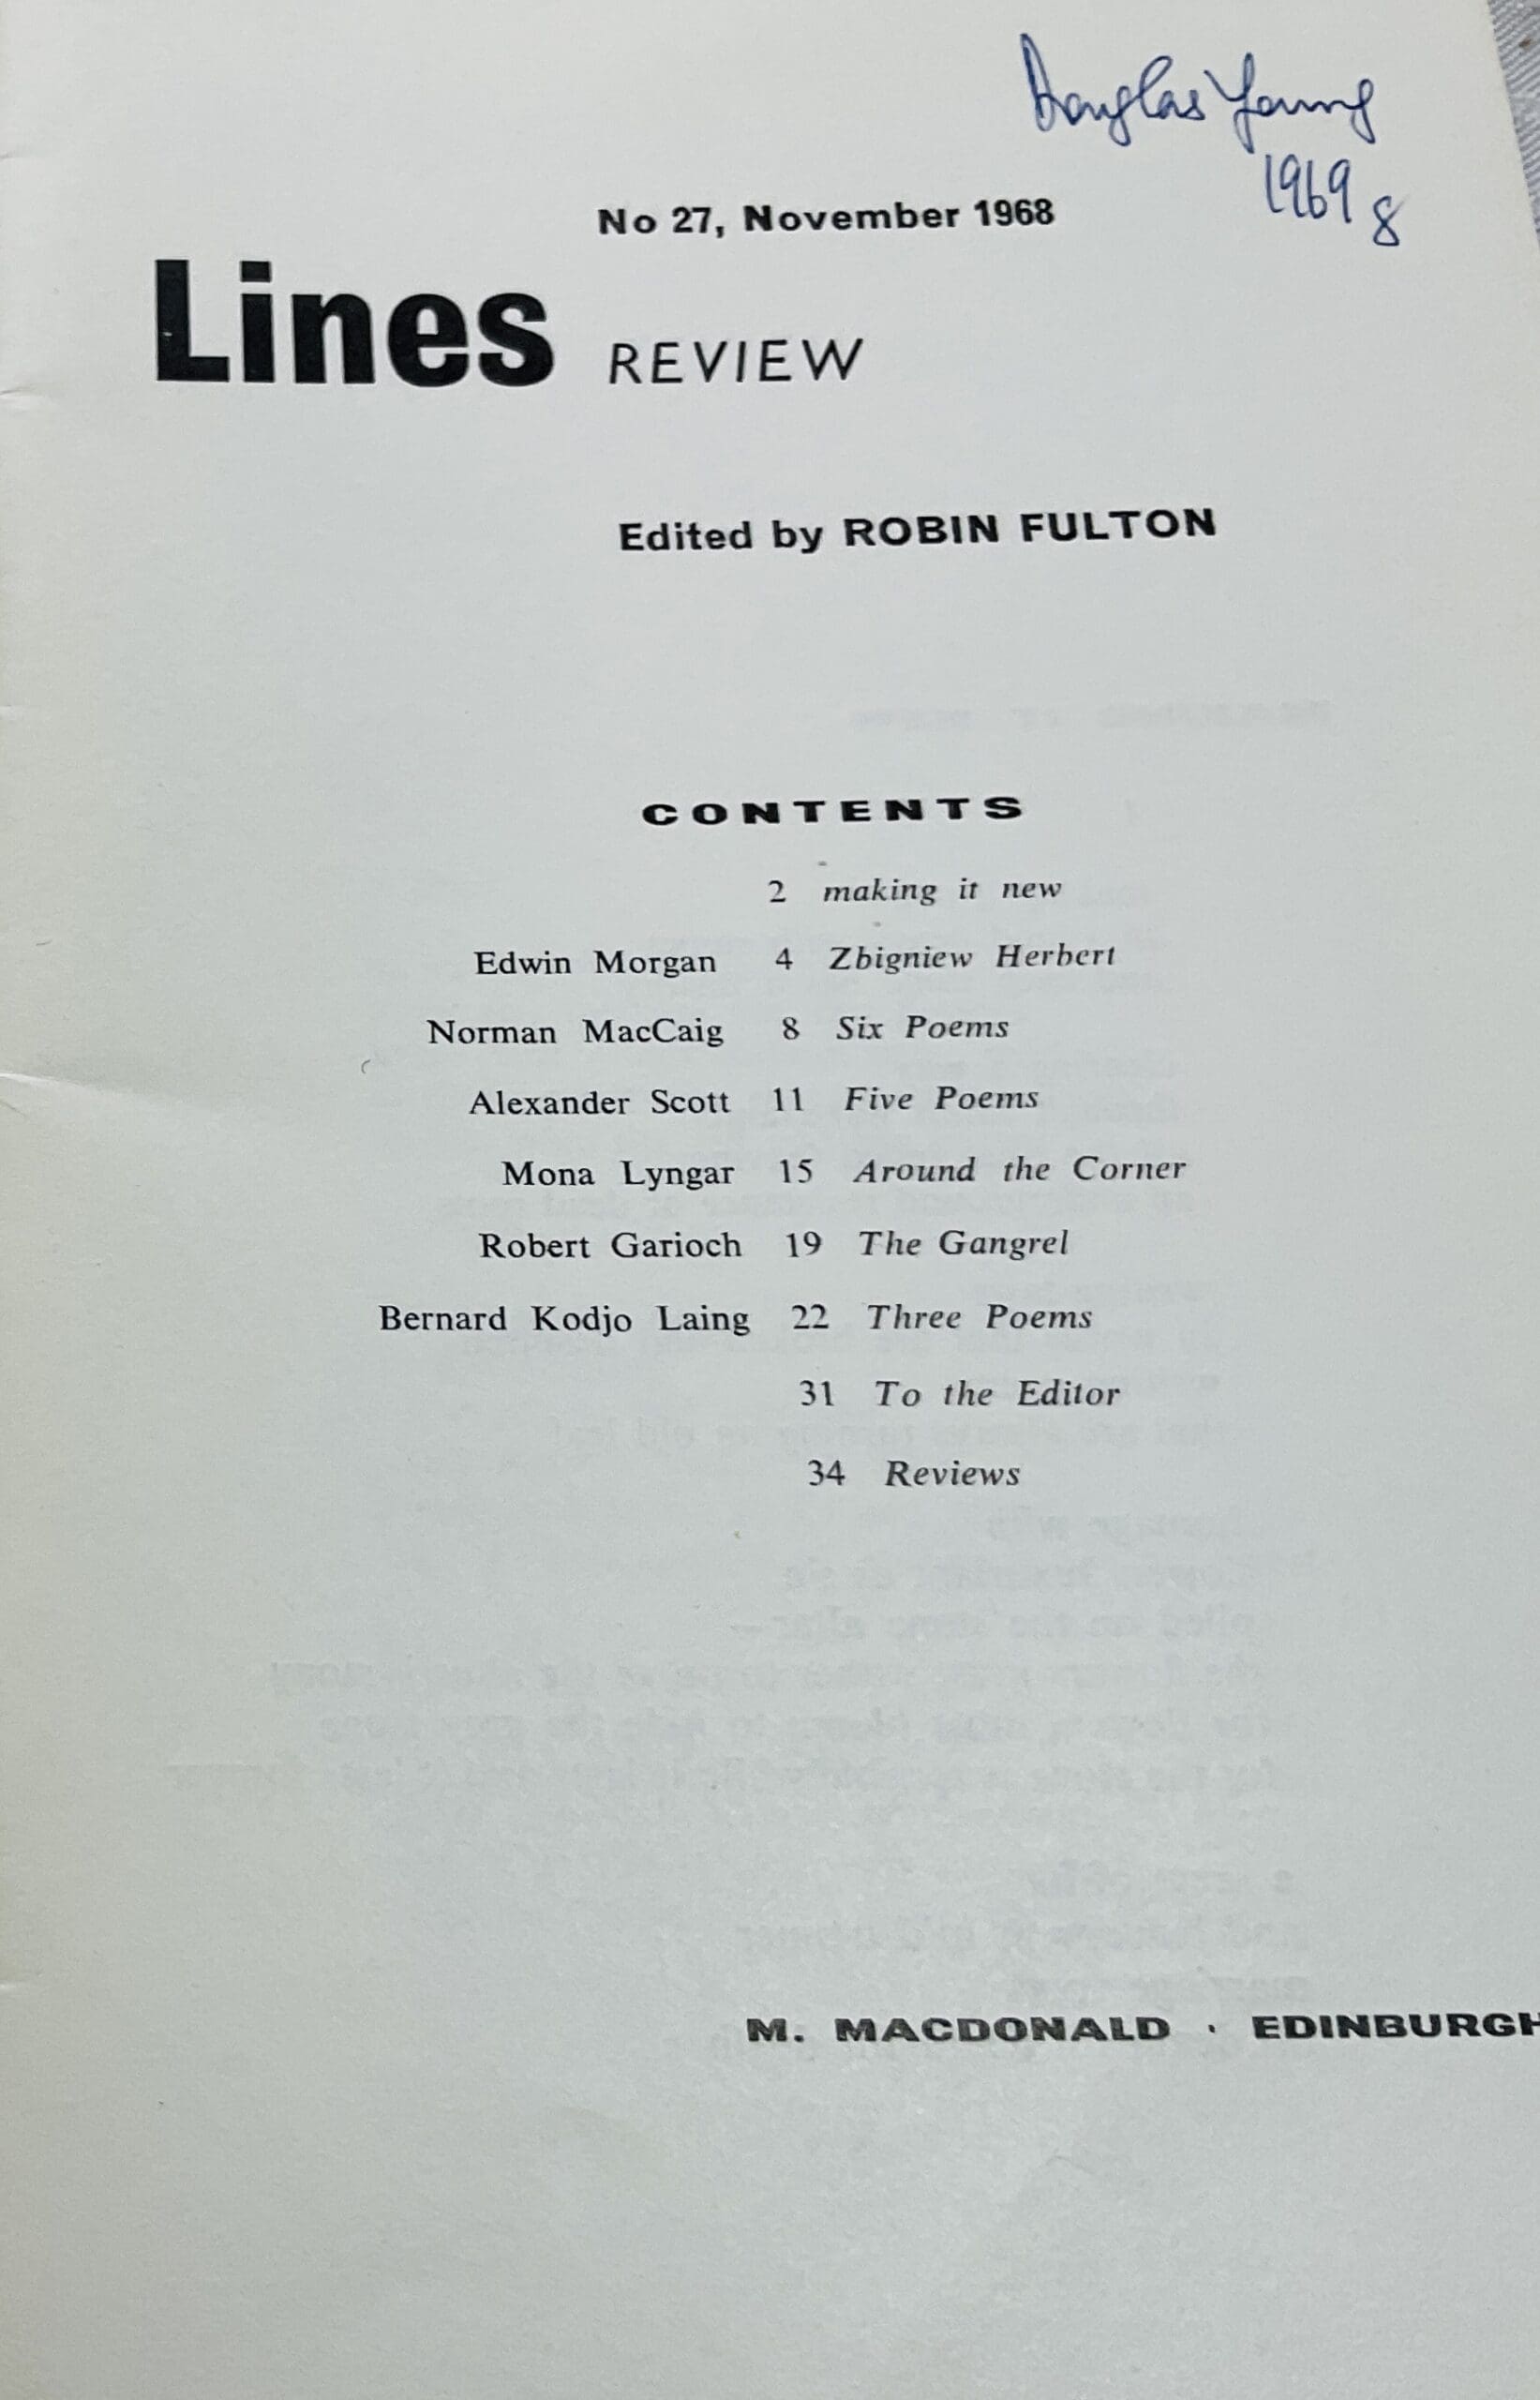 Douglas Young
1969 8
No 27, November 1968
Lines REVIEW
Edited by ROBIN FULTON
CONTENTS
2 making it new
Edwin Morgan 4 Zbigniew Herbert
Norman MacCaig 8 Six Poems
Alexander Scott 11 Five Poems
Mona Lyngar 15 Around the Corner
Robert Garioch 19 The Gangrel
Bernard Kodjo Laing 22 Three Poems
31 To the Editor
34 Reviews
M. MACDONALD · EDINBURGH